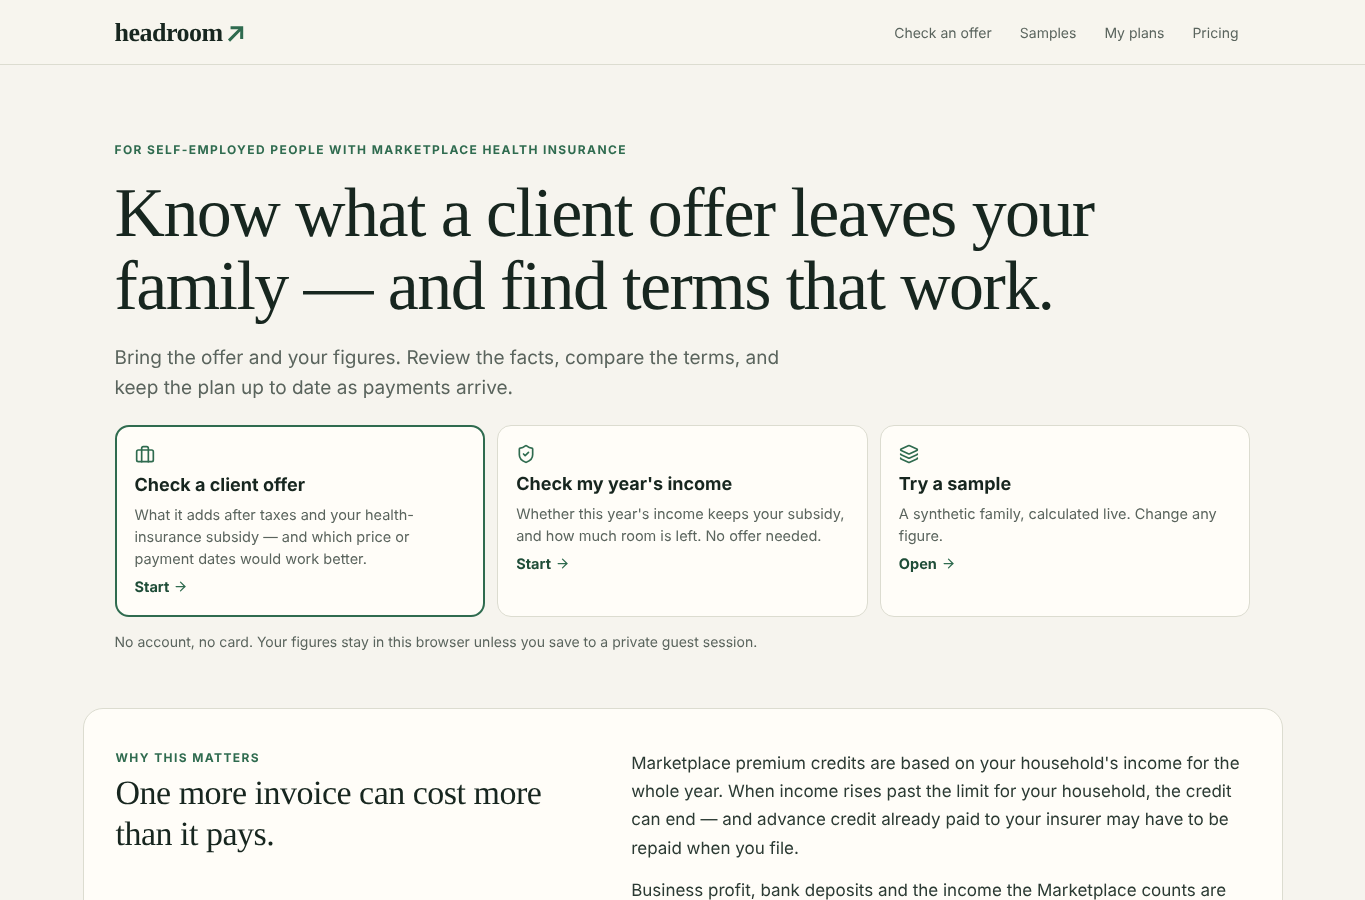 headroom
Check an offer
Samples
My plans
Pricing
FOR SELF-EMPLOYED PEOPLE WITH MARKETPLACE HEALTH INSURANCE
Know what a client offer leaves your
family — and find terms that work.
Bring the offer and your figures. Review the facts, compare the terms, and
keep the plan up to date as payments arrive.
Check a client offer
What it adds after taxes and your health-
insurance subsidy — and which price or
payment dates would work better.
Start →
Check my year's income
Whether this year's income keeps your subsidy,
and how much room is left. No offer needed.
Start →
Try a sample
A synthetic family, calculated live. Change any
figure.
Open →
No account, no card. Your figures stay in this browser unless you save to a private guest session.
WHY THIS MATTERS
One more invoice can cost more
than it pays.
Marketplace premium credits are based on your household's income for the
whole year. When income rises past the limit for your household, the credit
can end — and advance credit already paid to your insurer may have to be
repaid when you file.
Business profit, bank deposits and the income the Marketplace counts are